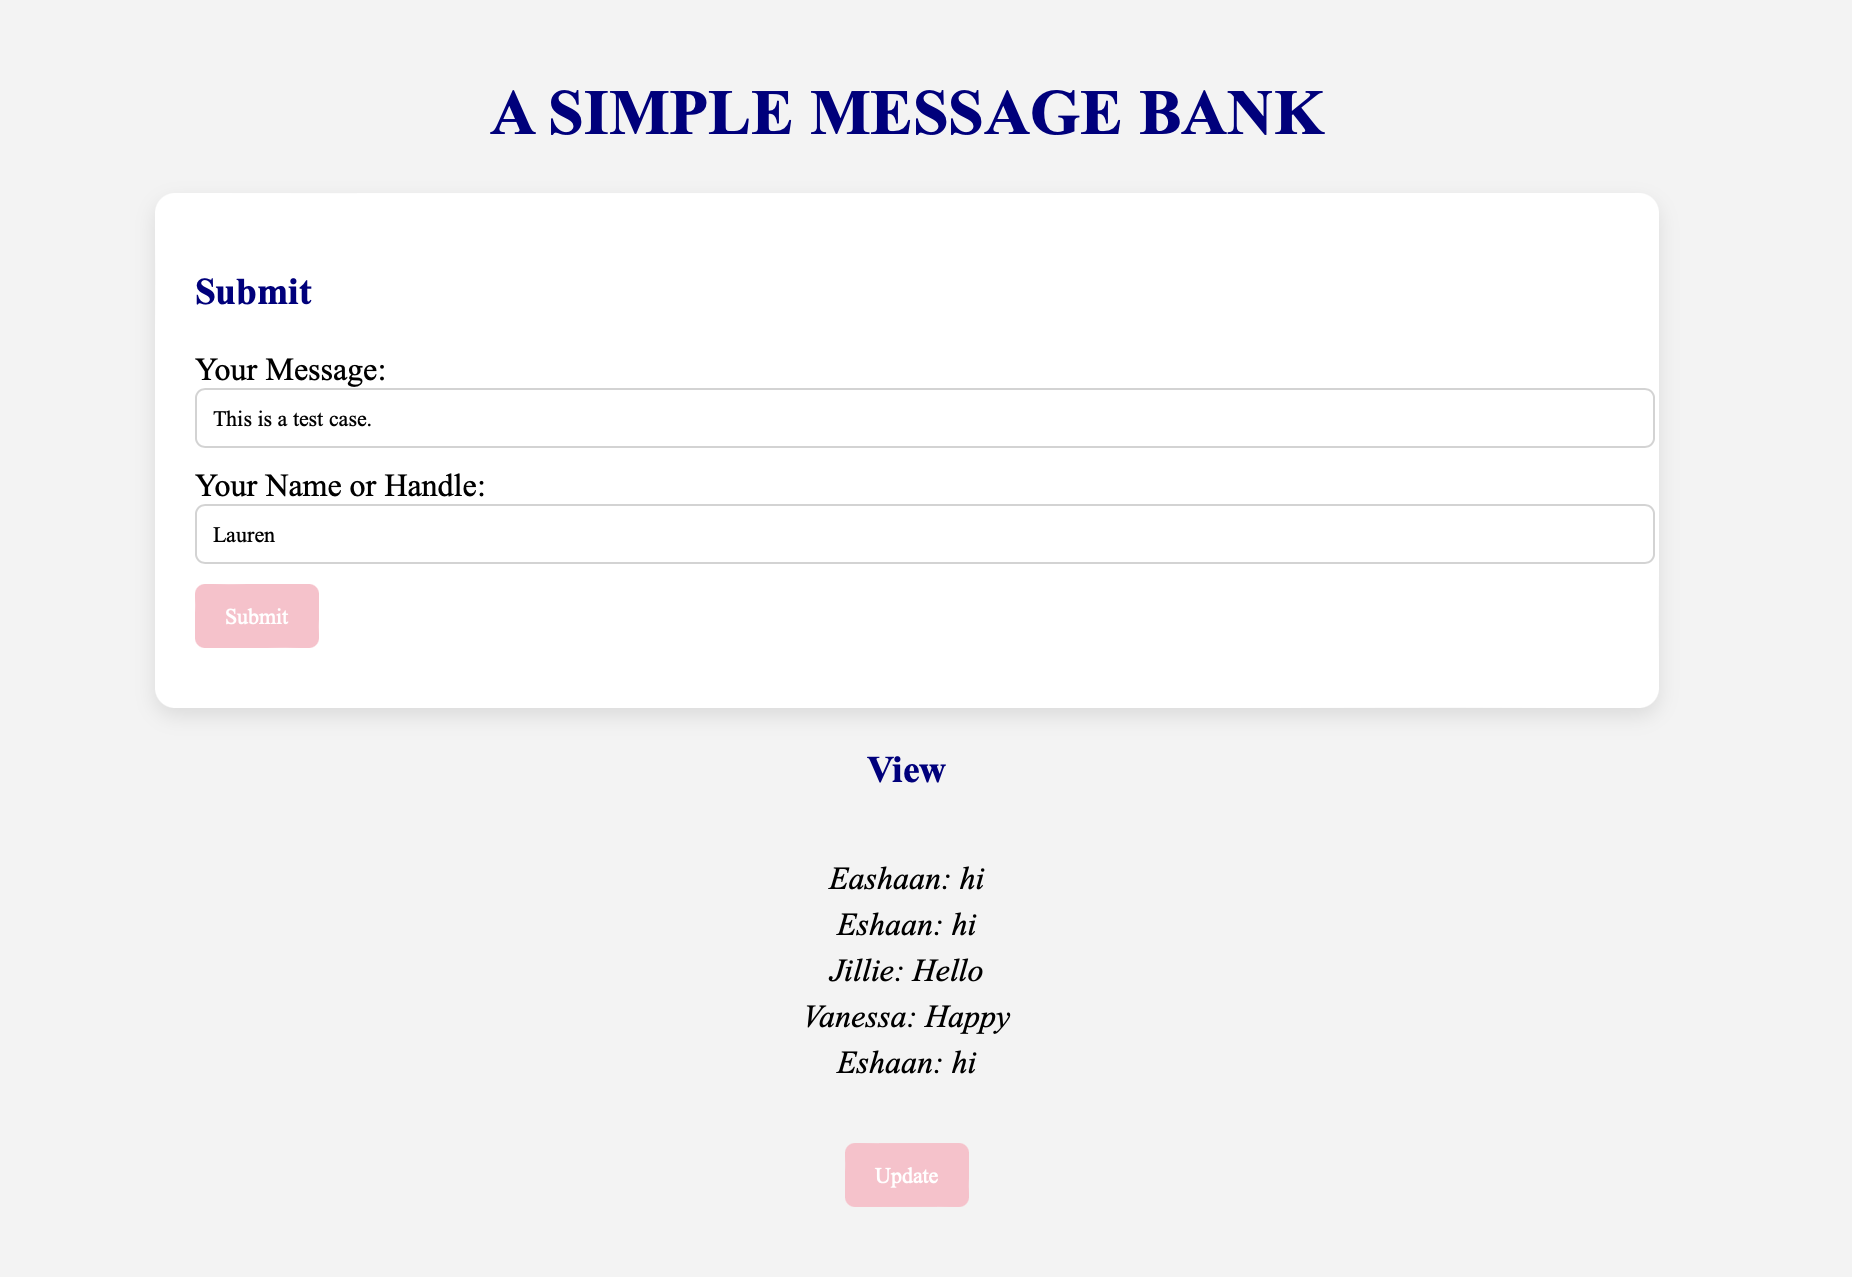 A SIMPLE MESSAGE BANK
Submit
Your Message:
This is a test case.
Your Name or Handle:
Lauren
Submit
View
Eashaan: hi
Eshaan: hi
Jillie: Hello
Vanessa: Happy
Eshaan: hi
Update